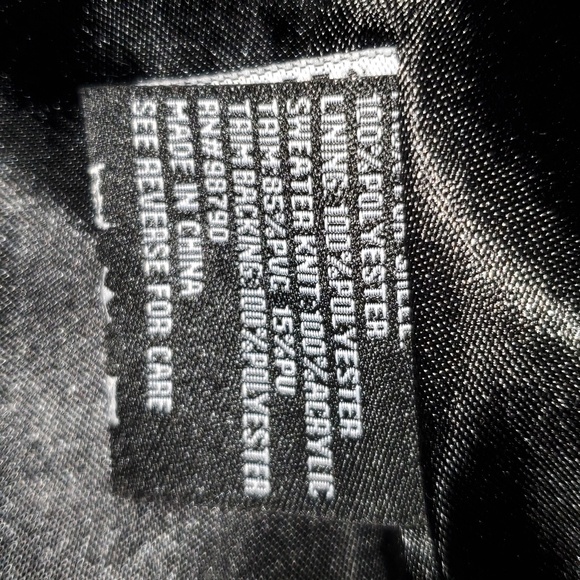 100%POLYESTER
LINING: 100%POLYESTER
SWEATER KNIT: 100%ACRYLIC
TRIM: 85%PVC 15%PU
TRIM BACKING: 100%POLYESTER
RN#98790
MADE IN CHINA
SEE REVERSE FOR CARE